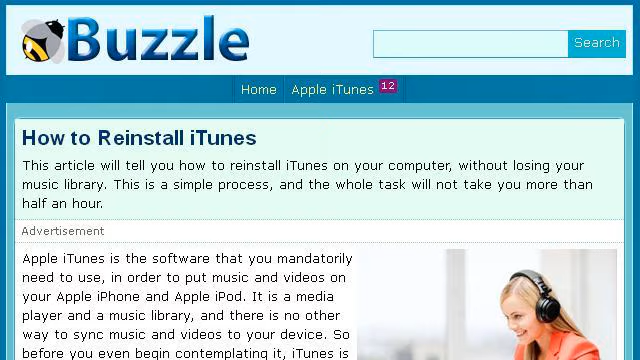 Buzzle
Search
Home
Apple iTunes 12
How to Reinstall iTunes
This article will tell you how to reinstall iTunes on your computer, without losing your
music library. This is a simple process, and the whole task will not take you more than
half an hour.
Advertisement
Apple iTunes is the software that you mandatorily
need to use, in order to put music and videos on
your Apple iPhone and Apple iPod. It is a media
player and a music library, and there is no other
way to sync music and videos to your device. So
before you even begin contemplating it, iTunes is